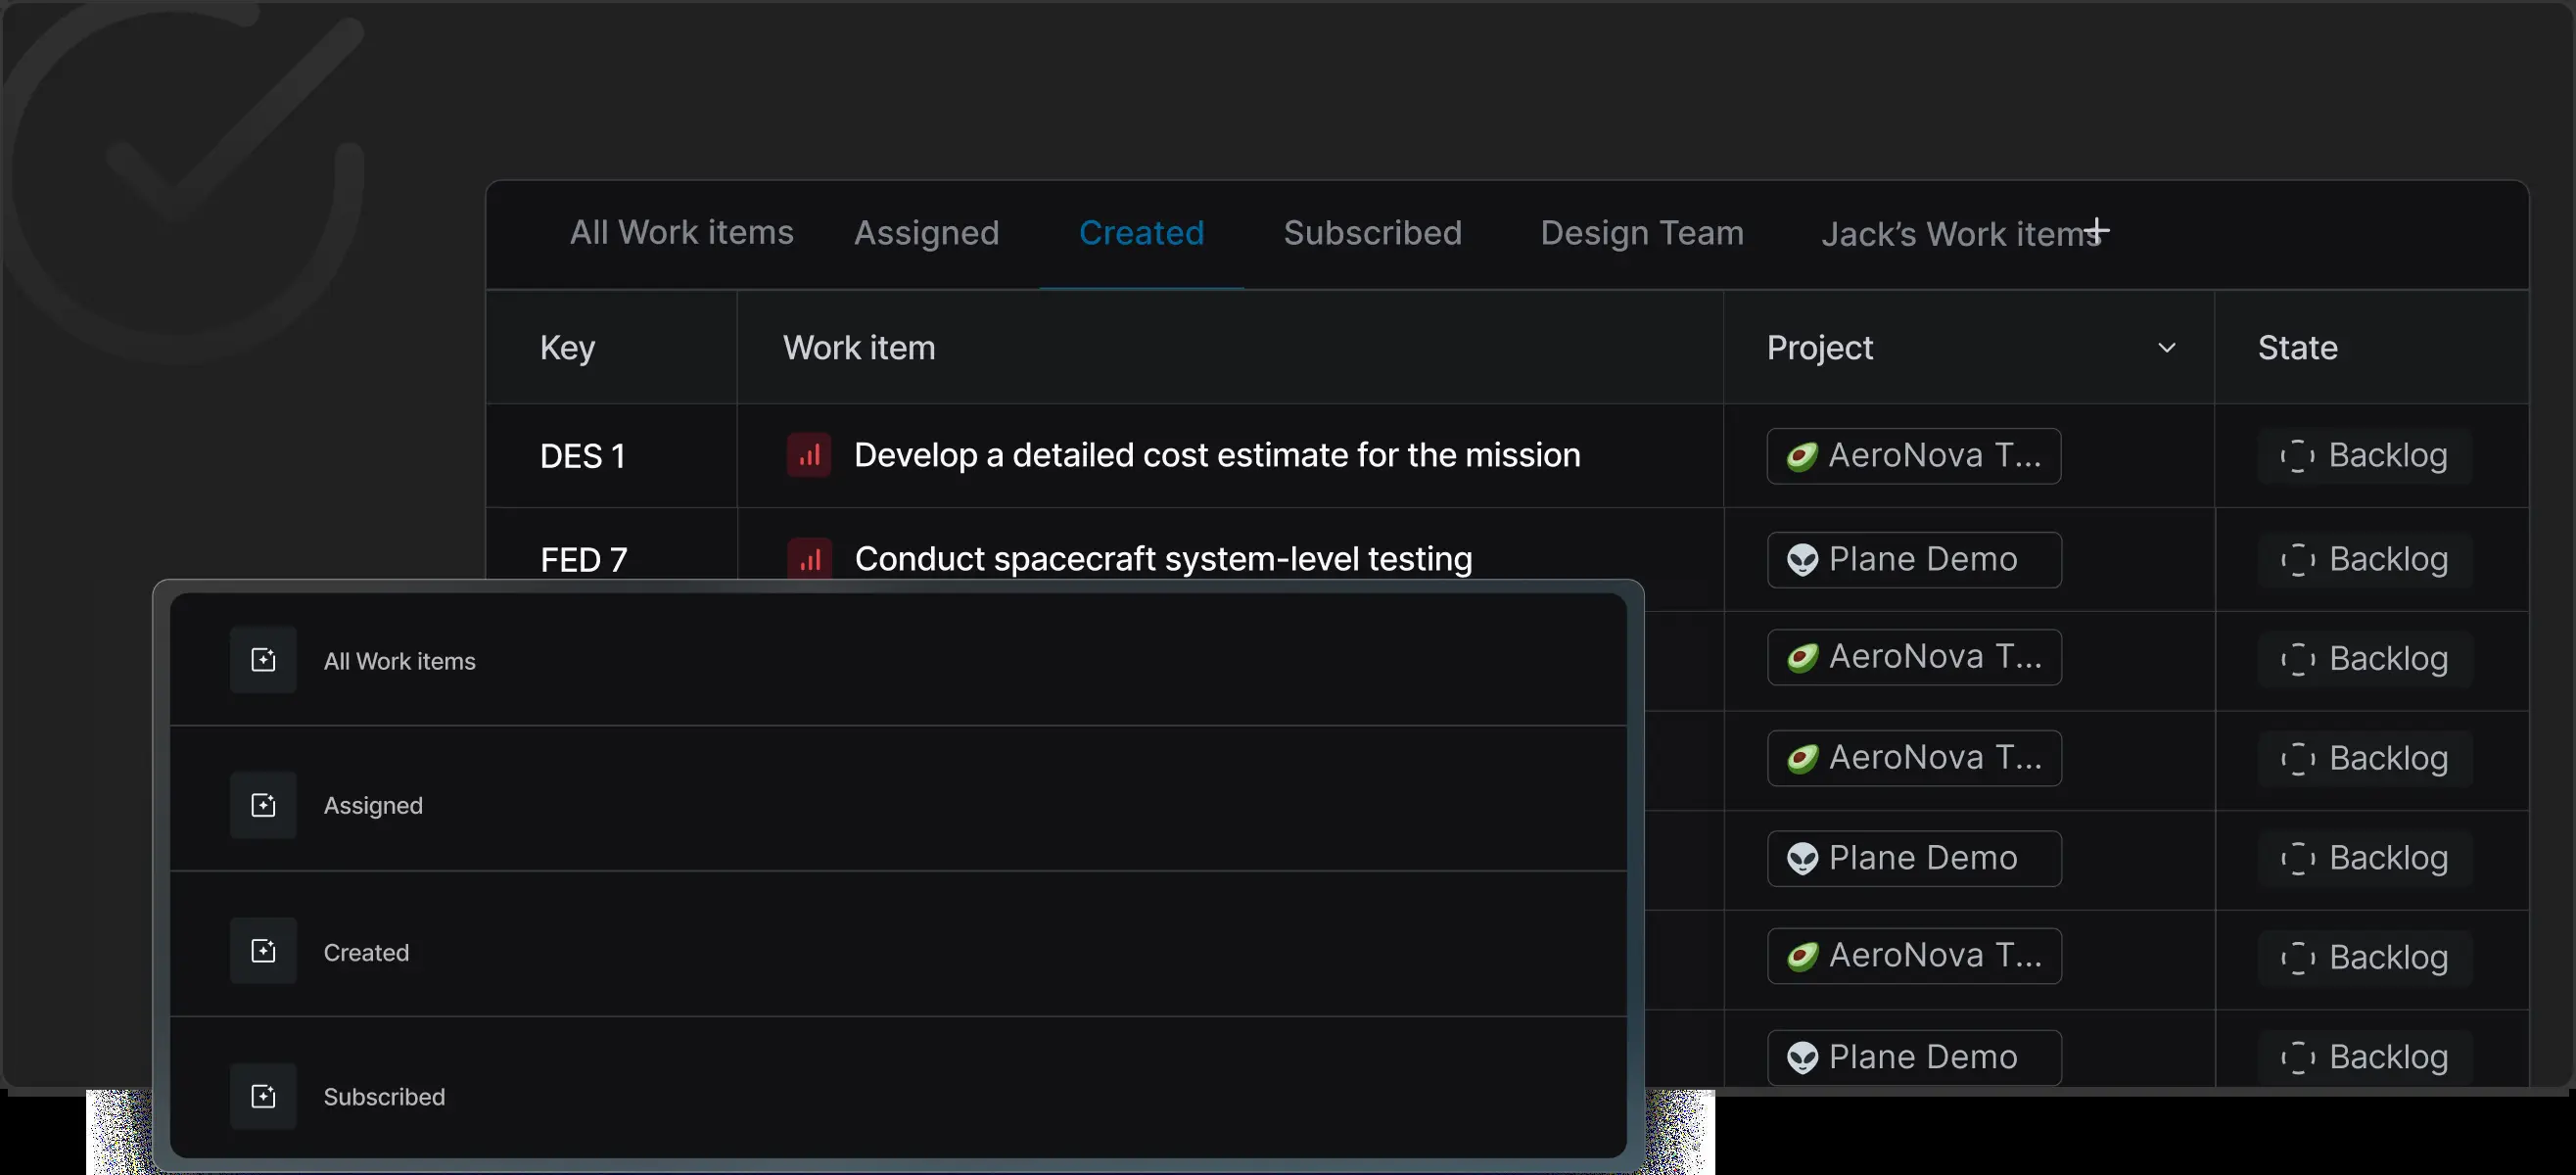 All Work items Assigned Created Subscribed Design Team Jack’s Work items
Key Work item Project State
DES 1 Develop a detailed cost estimate for the mission AeroNova T... Backlog
FED 7 Conduct spacecraft system-level testing Plane Demo Backlog
AeroNova T... Backlog
AeroNova T... Backlog
Plane Demo Backlog
AeroNova T... Backlog
Plane Demo Backlog
All Work items
Assigned
Created
Subscribed